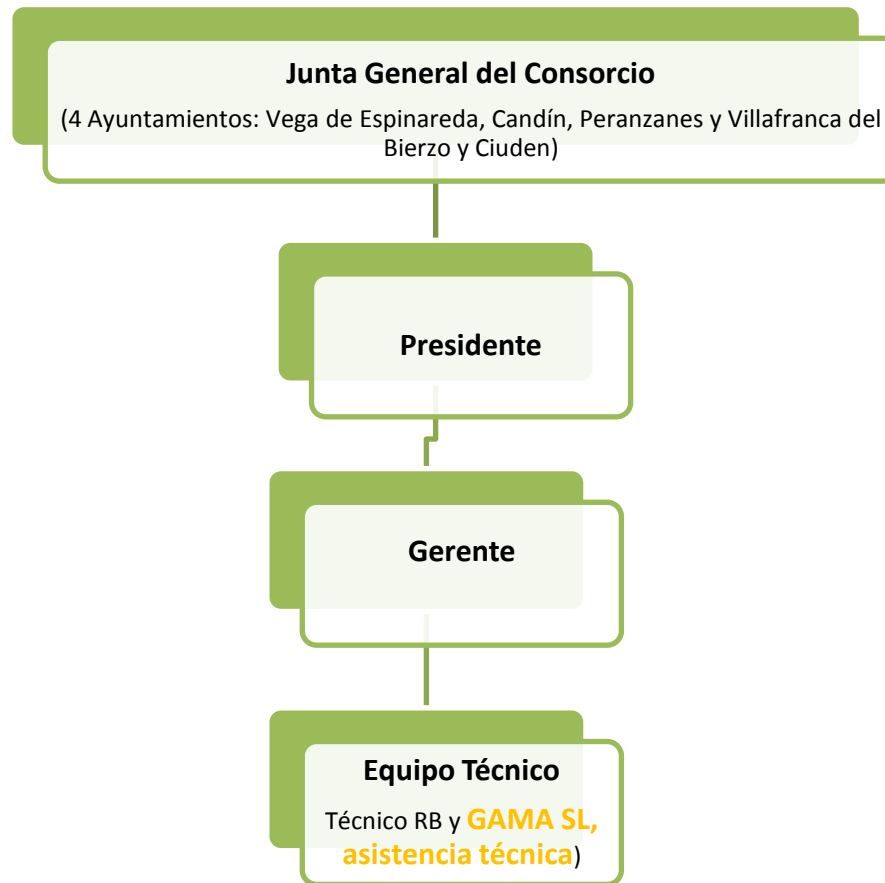 Junta General del Consorcio
(4 Ayuntamientos: Vega de Espinareda, Candín, Peranzanes y Villafranca del
Bierzo y Ciuden)
Presidente
Gerente
Equipo Técnico
Técnico RB y GAMA SL,
asistencia técnica)